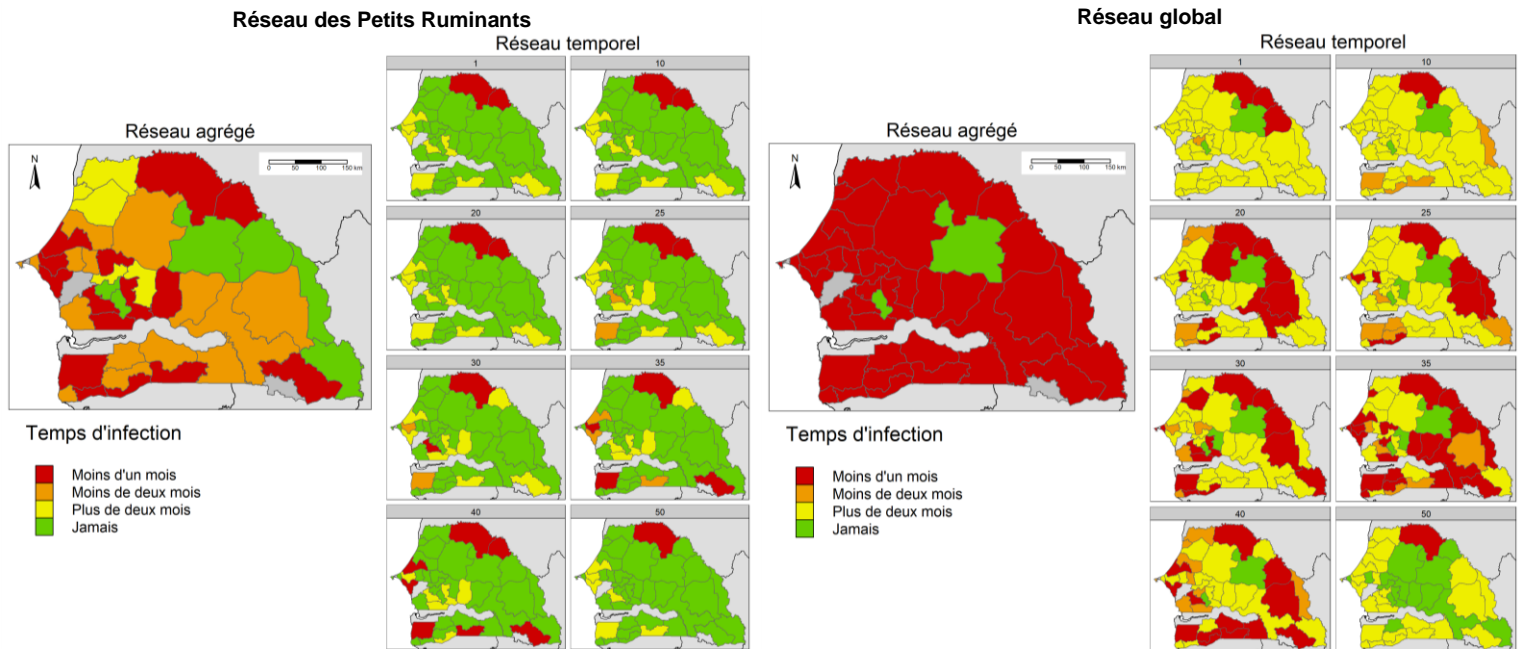 Réseau des Petits Ruminants
Réseau temporel
1
10
Réseau agrégé
N
0 50 100 150 km
20
25
30
35
Temps d'infection
Moins d'un mois
Moins de deux mois
Plus de deux mois
Jamais
40
50
Réseau global
Réseau temporel
1
10
Réseau agrégé
N
0 50 100 150 km
20
25
30
35
Temps d'infection
Moins d'un mois
Moins de deux mois
Plus de deux mois
Jamais
40
50